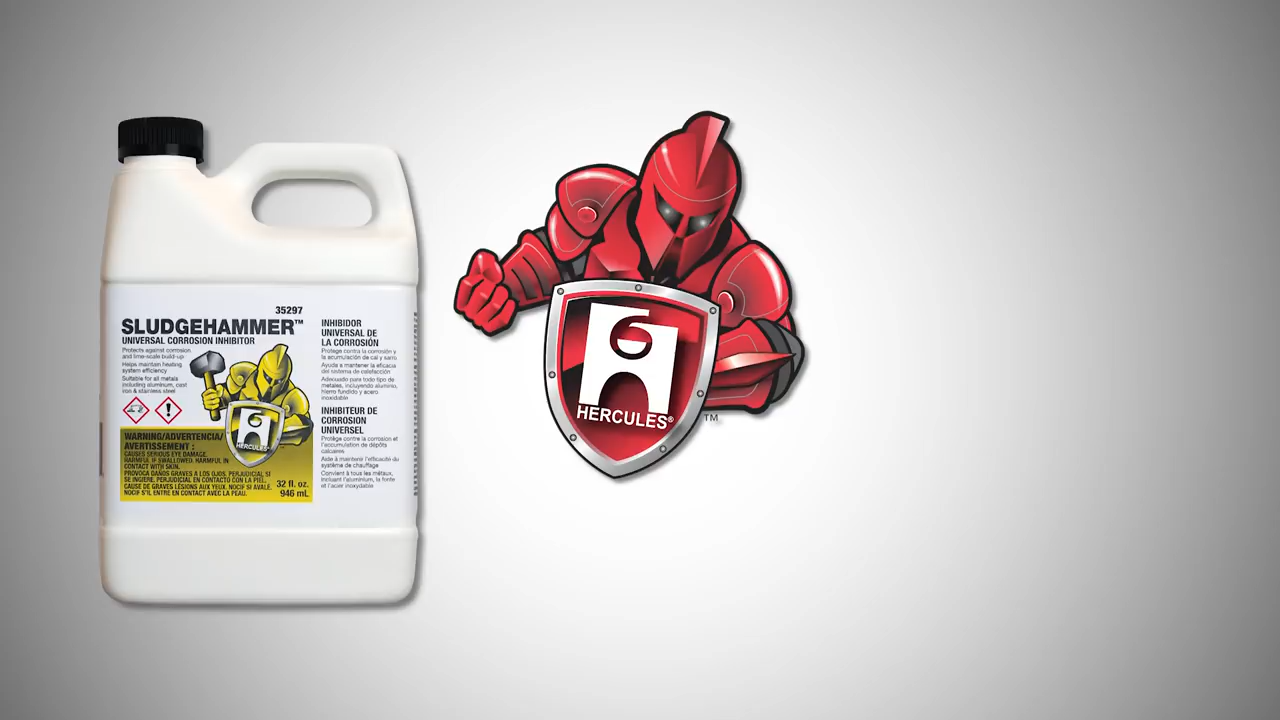 35297
SLUDGEHAMMER™
UNIVERSAL CORROSION INHIBITOR
Protects against corrosion
and lime-scale build-up
Helps maintain heating
system efficiency
Suitable for all metals
including aluminum, cast
iron & stainless steel
HERCULES
WARNING/ADVERTENCIA/
AVERTISSEMENT :
CAUSES SERIOUS EYE DAMAGE.
HARMFUL IF SWALLOWED. HARMFUL IN
CONTACT WITH SKIN.
PROVOCA DAÑOS GRAVES A LOS OJOS. PERJUDICIAL SI
SE INGIERE. PERJUDICIAL EN CONTACTO CON LA PIEL.
CAUSE DE GRAVES LÉSIONS AUX YEUX. NOCIF SI AVALÉ.
NOCIF S'IL ENTRE EN CONTACT AVEC LA PEAU.
32 fl. oz.
946 mL
INHIBIDOR
UNIVERSAL DE
LA CORROSIÓN
Protege contra la corrosión y
la acumulación de cal y sarro
Ayuda a mantener la eficacia
del sistema de calefacción
Adecuado para todo tipo de
metales, incluyendo aluminio,
hierro fundido y acero
inoxidable
INHIBITEUR DE
CORROSION
UNIVERSEL
Protège contre la corrosion et
l'accumulation de dépôts
calcaires
Aide à maintenir l'efficacité du
système de chauffage
Convient à tous les métaux,
incluant l'aluminium, la fonte
et l'acier inoxydable
HERCULES®
TM